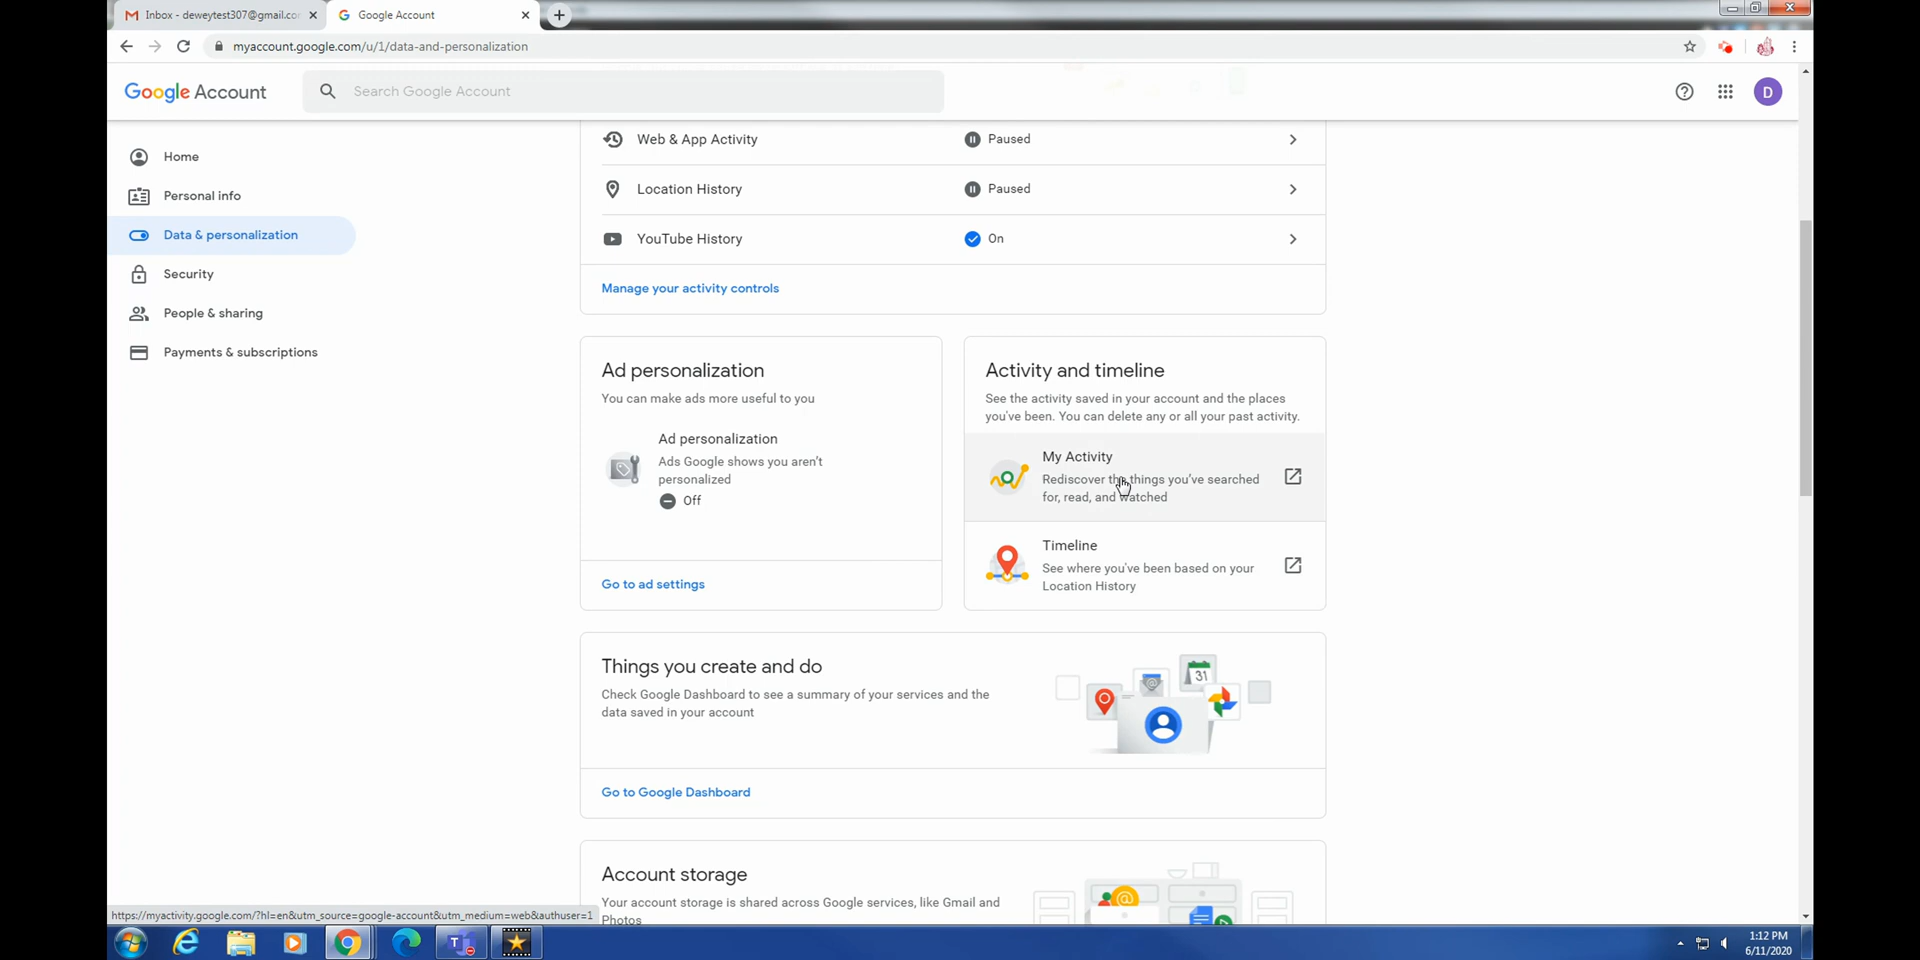 Inbox - deweytest307@gmail.co
Google Account
myaccount.google.com/u/1/data-and-personalization
Google Account
Search Google Account
D
Home
Personal info
Data & personalization
Security
People & sharing
Payments & subscriptions
Web & App Activity
Paused
Location History
Paused
YouTube History
On
Manage your activity controls
Ad personalization
You can make ads more useful to you
Ad personalization
Ads Google shows you aren't
personalized
Off
Go to ad settings
Activity and timeline
See the activity saved in your account and the places
you've been. You can delete any or all your past activity.
My Activity
Rediscover the things you've searched
for, read, and watched
Timeline
See where you've been based on your
Location History
Things you create and do
Check Google Dashboard to see a summary of your services and the
data saved in your account
31
Go to Google Dashboard
Account storage
Your account storage is shared across Google services, like Gmail and
Photos
https://myactivity.google.com/?hl=en&utm_source=google-account&utm_medium=web&authuser=1
1:12 PM
6/11/2020